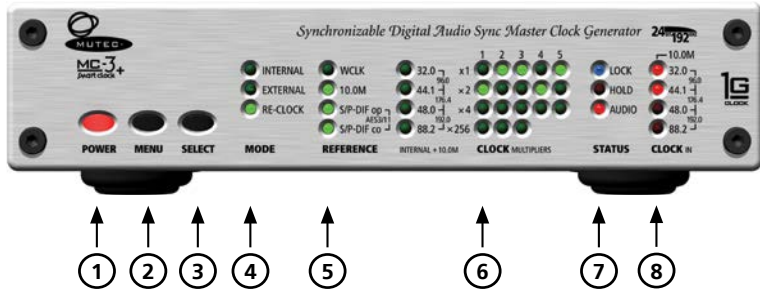 Synchronizable Digital Audio Sync Master Clock Generator
24
192
MUTEC
MC-3+
Smart clock
1G
CLOCK
1 2 3 4 5
10.0M
INTERNAL WCLK 32.0 x1 LOCK 32.0
96.0 96.0
EXTERNAL 10.0M 44.1 x2 HOLD 44.1
176.4 176.4
RE-CLOCK S/P-DIF op 48.0 x4 AUDIO 48.0
AES3/11 192.0 192.0
S/P-DIF co 88.2 x256 88.2
POWER MENU SELECT MODE REFERENCE INTERNAL + 10.0M CLOCK MULTIPLIERS STATUS CLOCK IN
1 2 3 4 5 6 7 8